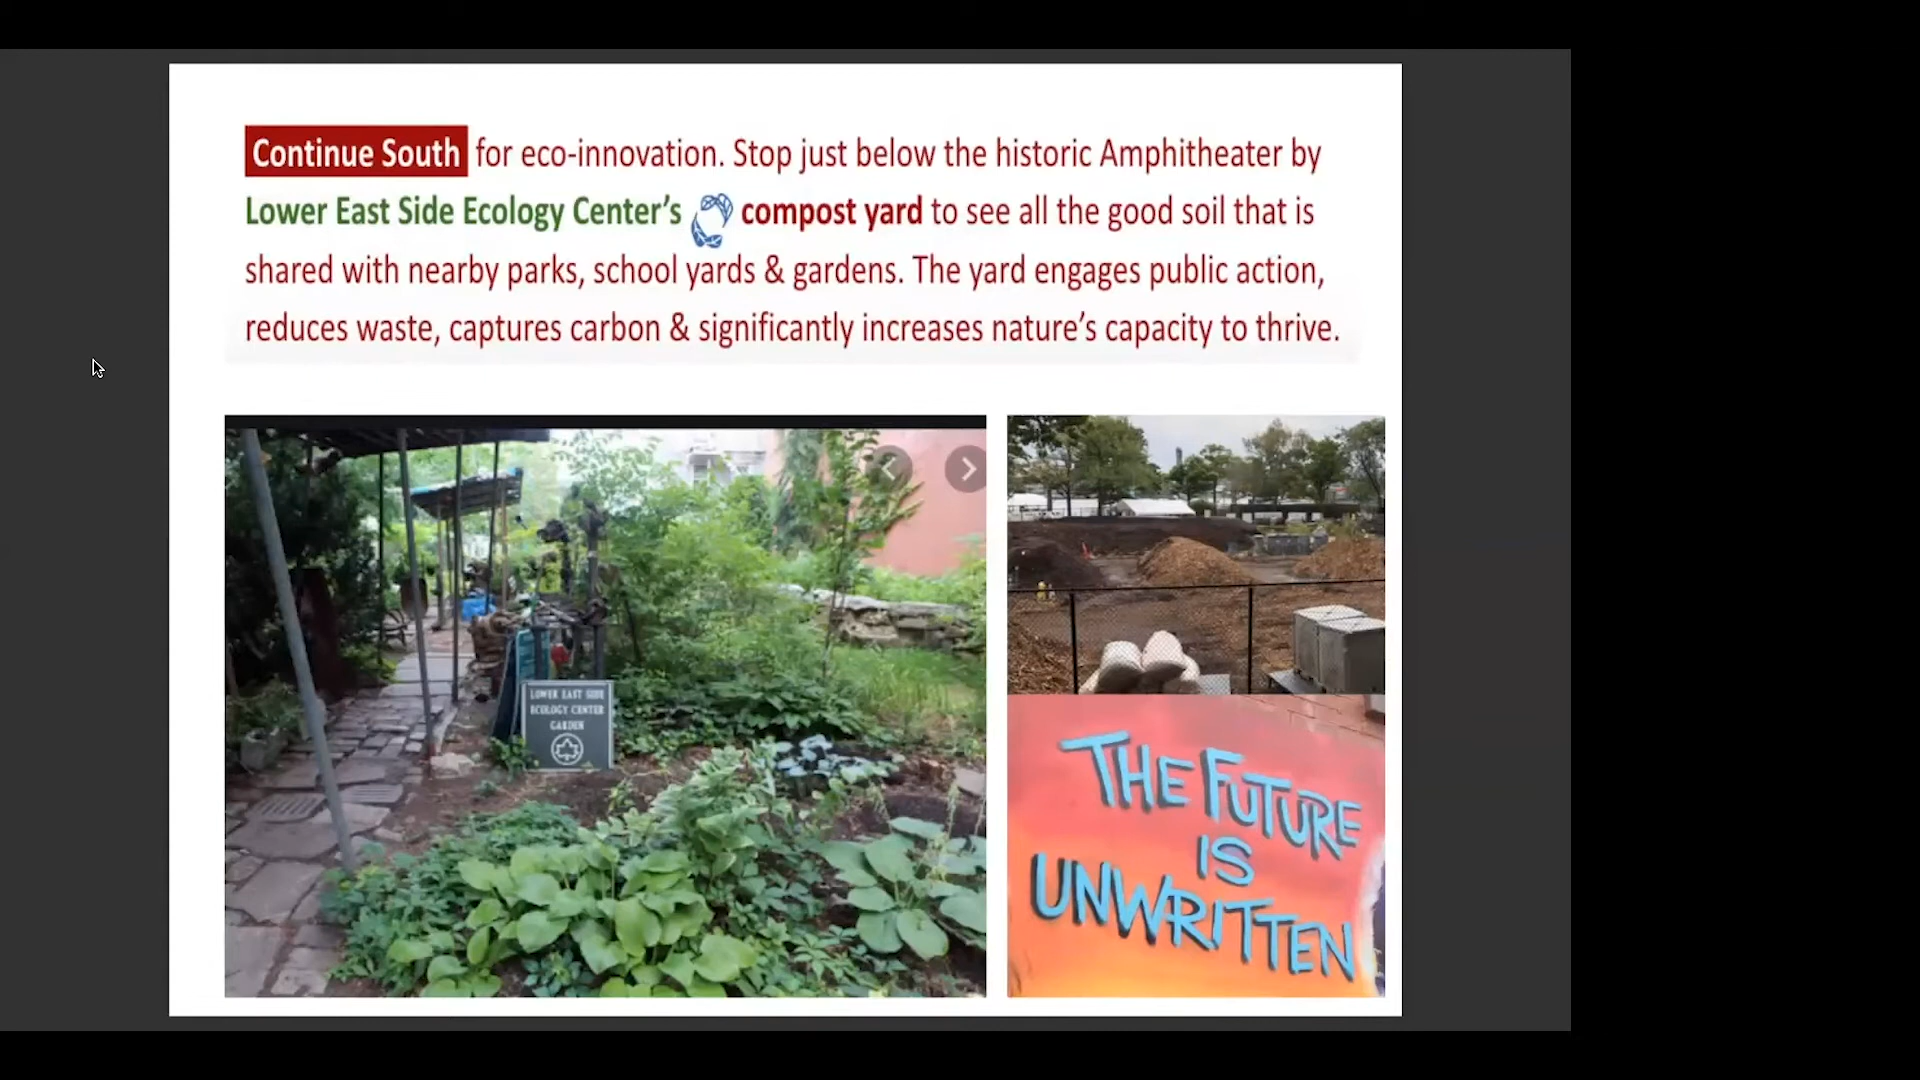 Continue South for eco-innovation. Stop just below the historic Amphitheater by
Lower East Side Ecology Center’s compost yard to see all the good soil that is
shared with nearby parks, school yards & gardens. The yard engages public action,
reduces waste, captures carbon & significantly increases nature’s capacity to thrive.
LOWER EAST SIDE
ECOLOGY CENTER
GARDEN
THE FUTURE
IS
UNWRITTEN